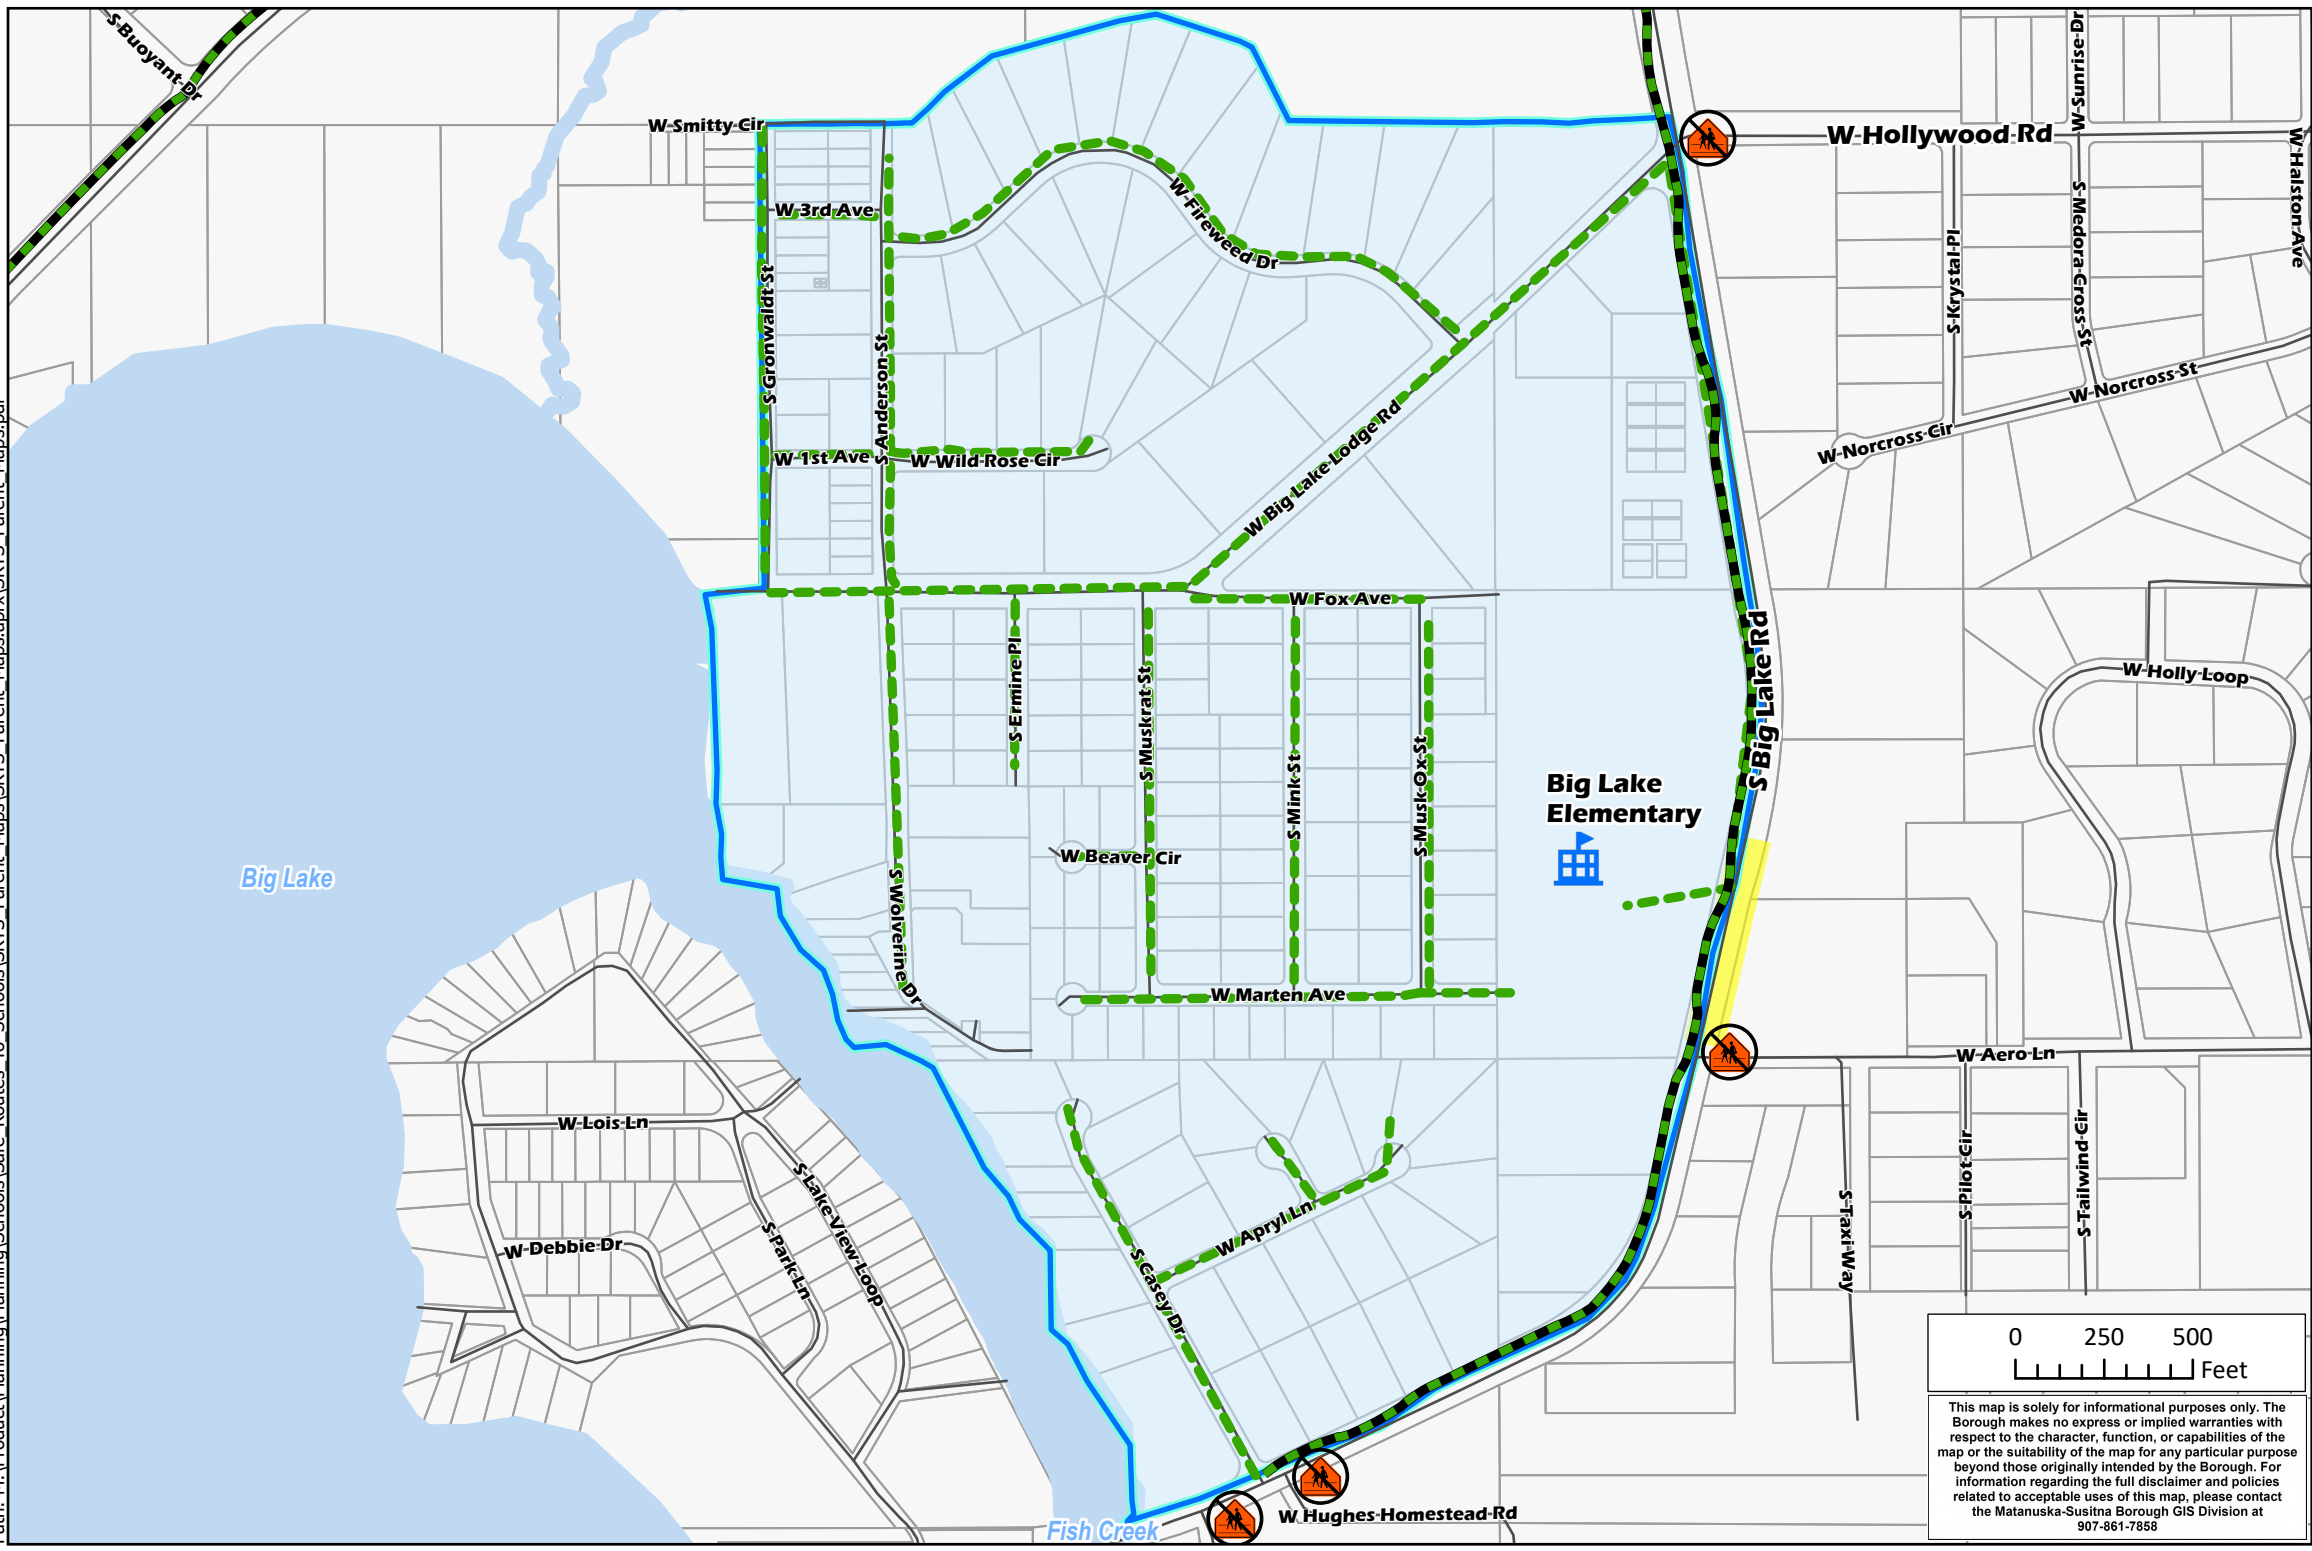 S Buoyant Dr
W Smitty Cir
W Hollywood Rd
S Sunrise Dr
W Halston Ave
W 3rd Ave
W Fireweed Dr
S Gronwaldt St
S Anderson St
S Krystal Pl
S Medora Cross St
W Norcross St
W Norcross Cir
W 1st Ave
W Wild Rose Cir
W Big Lake Lodge Rd
W Fox Ave
S Big Lake Rd
W Holly Loop
S Ermine Pl
S Muskrat St
S Mink St
S Musk Ox St
Big Lake
Elementary
W Beaver Cir
Big Lake
S Wolverine Dr
W Marten Ave
W Aero Ln
W Lois Ln
S Lake View Loop
S Park Ln
W Debbie Dr
W Apryl Ln
S Casey Dr
S Taxi Way
S Pilot Cir
S Tailwind Cir
W Hughes Homestead Rd
Fish Creek
0 250 500
Feet
This map is solely for informational purposes only. The
Borough makes no express or implied warranties with
respect to the character, function, or capabilities of the
map or the suitability of the map for any particular purpose
beyond those originally intended by the Borough. For
information regarding the full disclaimer and policies
related to acceptable uses of this map, please contact
the Matanuska-Susitna Borough GIS Division at
907-861-7858